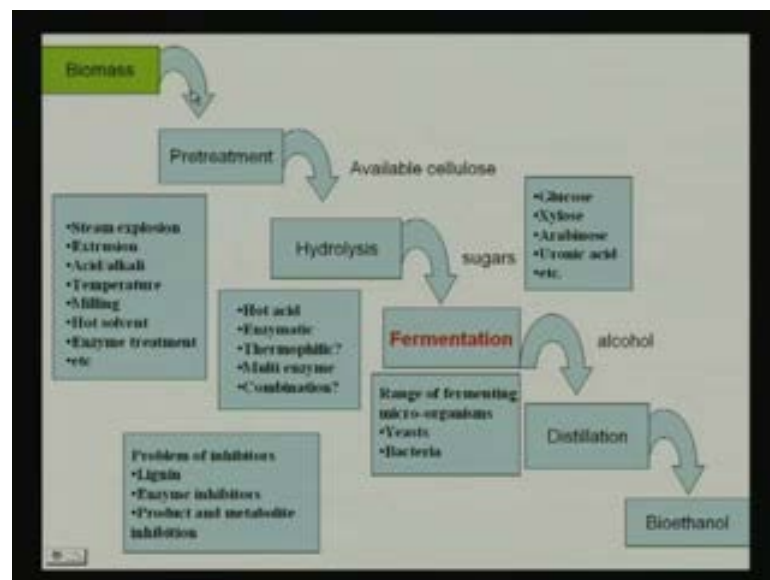 Biomass
Pretreatment
Available cellulose
•Steam explosion
•Extrusion
•Acid/alkali
•Temperature
•Milling
•Hot solvent
•Enzyme treatment
•etc
Hydrolysis
sugars
•Glucose
•Xylose
•Arabinose
•Uronic acid
•etc.
•Hot acid
•Enzymatic
•Thermophilic?
•Multi enzyme
•Combination?
Fermentation
alcohol
Range of fermenting
micro-organisms
•Yeasts
•Bacteria
Distillation
Problem of inhibitors
•Lignin
•Enzyme inhibitors
•Product and metabolite
inhibition
Bioethanol